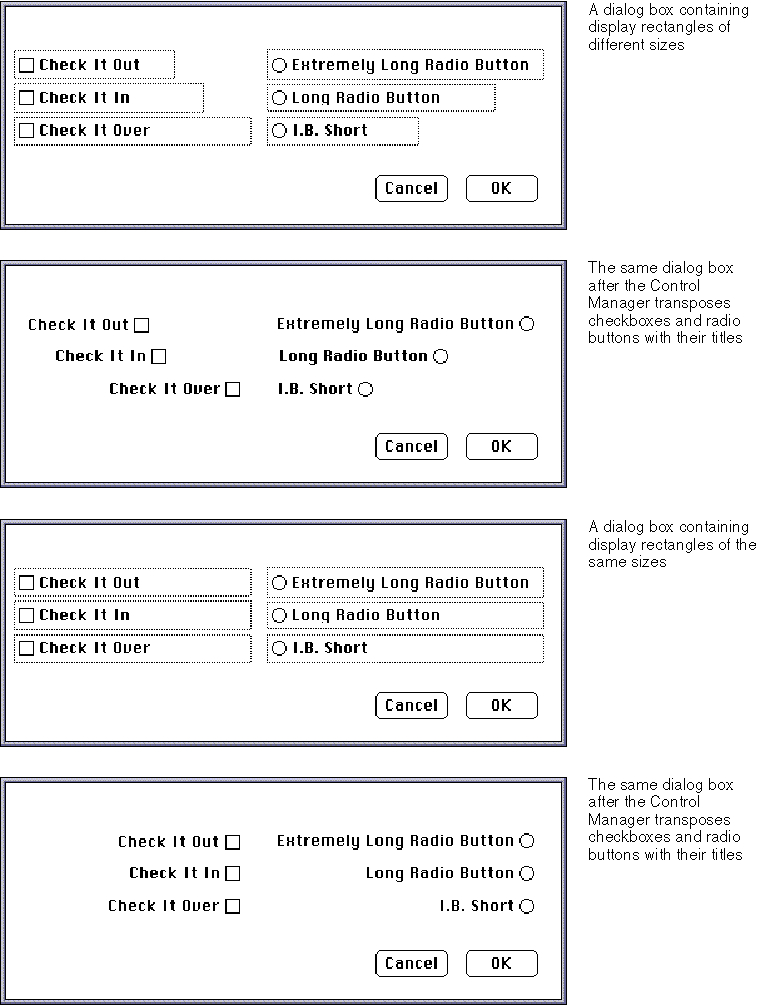 A dialog box containing
display rectangles of
different sizes
Check It Out
Extremely Long Radio Button
Check It In
Long Radio Button
Check It Over
I.B. Short
Cancel
OK
The same dialog box
after the Control
Manager transposes
checkboxes and radio
buttons with their titles
Check It Out
Extremely Long Radio Button
Check It In
Long Radio Button
Check It Over
I.B. Short
Cancel
OK
A dialog box containing
display rectangles of the
same sizes
Check It Out
Extremely Long Radio Button
Check It In
Long Radio Button
Check It Over
I.B. Short
Cancel
OK
The same dialog box
after the Control
Manager transposes
checkboxes and radio
buttons with their titles
Check It Out
Extremely Long Radio Button
Check It In
Long Radio Button
Check It Over
I.B. Short
Cancel
OK